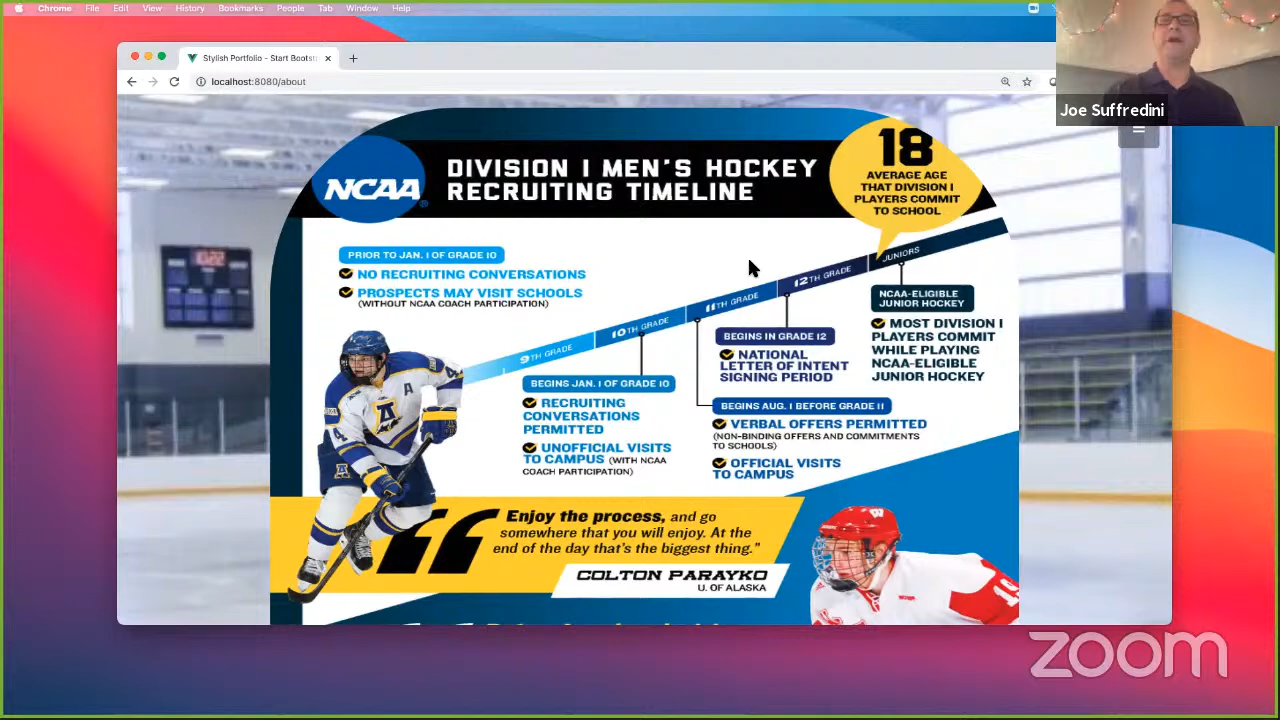 Chrome File Edit View History Bookmarks People Tab Window Help
Stylish Portfolio - Start Bootst
localhost:8080/about
Joe Suffredini
NCAA
DIVISION I MEN'S HOCKEY
RECRUITING TIMELINE
18
AVERAGE AGE
THAT DIVISION I
PLAYERS COMMIT
TO SCHOOL
PRIOR TO JAN. 1 OF GRADE 10
NO RECRUITING CONVERSATIONS
PROSPECTS MAY VISIT SCHOOLS
(WITHOUT NCAA COACH PARTICIPATION)
9TH GRADE
10TH GRADE
11TH GRADE
12TH GRADE
JUNIORS
BEGINS JAN. 1 OF GRADE 10
RECRUITING
CONVERSATIONS
PERMITTED
UNOFFICIAL VISITS
TO CAMPUS (WITH NCAA
COACH PARTICIPATION)
BEGINS AUG. 1 BEFORE GRADE 11
VERBAL OFFERS PERMITTED
(NON-BINDING OFFERS AND COMMITMENTS
TO SCHOOLS)
OFFICIAL VISITS
TO CAMPUS
BEGINS IN GRADE 12
NATIONAL
LETTER OF INTENT
SIGNING PERIOD
NCAA-ELIGIBLE
JUNIOR HOCKEY
MOST DIVISION I
PLAYERS COMMIT
WHILE PLAYING
NCAA-ELIGIBLE
JUNIOR HOCKEY
A
4
A
A
“Enjoy the process, and go
somewhere that you will enjoy. At the
end of the day that's the biggest thing."
COLTON PARAYKO
U. OF ALASKA
zoom